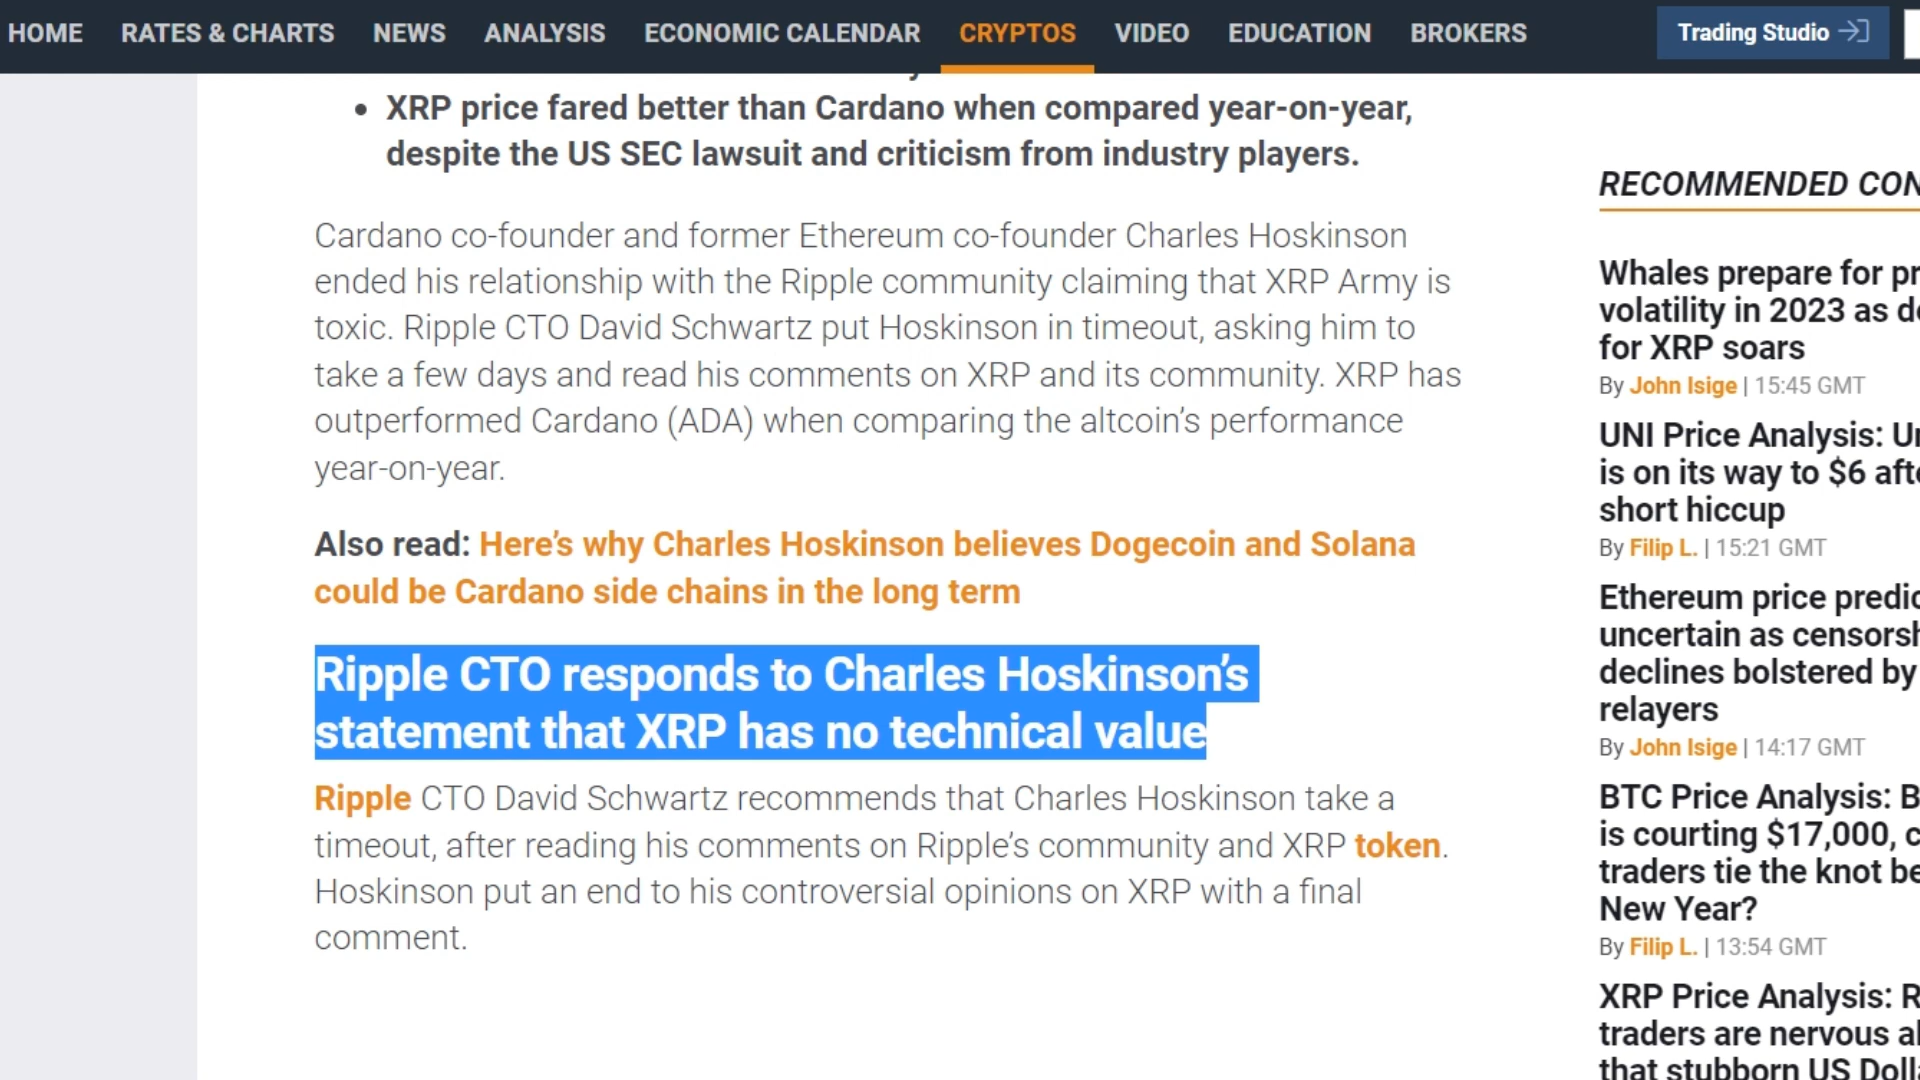 HOME RATES & CHARTS NEWS ANALYSIS ECONOMIC CALENDAR CRYPTOS VIDEO EDUCATION BROKERS Trading Studio
• XRP price fared better than Cardano when compared year-on-year,
despite the US SEC lawsuit and criticism from industry players.
Cardano co-founder and former Ethereum co-founder Charles Hoskinson
ended his relationship with the Ripple community claiming that XRP Army is
toxic. Ripple CTO David Schwartz put Hoskinson in timeout, asking him to
take a few days and read his comments on XRP and its community. XRP has
outperformed Cardano (ADA) when comparing the altcoin’s performance
year-on-year.
Also read: Here’s why Charles Hoskinson believes Dogecoin and Solana
could be Cardano side chains in the long term
Ripple CTO responds to Charles Hoskinson’s
statement that XRP has no technical value
Ripple CTO David Schwartz recommends that Charles Hoskinson take a
timeout, after reading his comments on Ripple’s community and XRP token.
Hoskinson put an end to his controversial opinions on XRP with a final
comment.
RECOMMENDED
Whales prepare for
volatility in 2023 as
for XRP soars
By John Isige | 15:45 GMT
UNI Price Analysis:
is on its way to $6
short hiccup
By Filip L. | 15:21 GMT
Ethereum price
uncertain as
declines bolstered by
relayers
By John Isige | 14:17 GMT
BTC Price Analysis:
is courting $17,000,
traders tie the knot
New Year?
By Filip L. | 13:54 GMT
XRP Price Analysis:
traders are nervous
that stubborn US